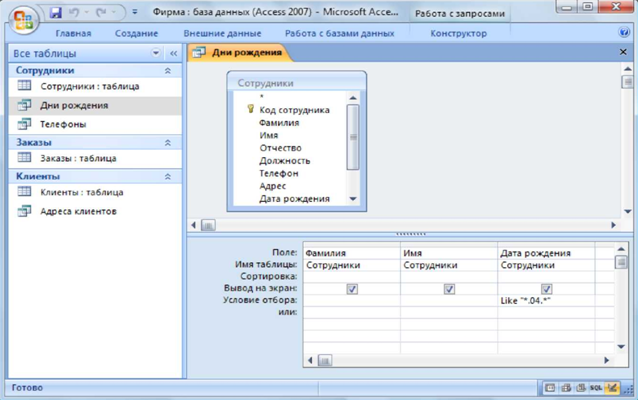 Фирма : база данных (Access 2007) - Microsoft Acce...
Работа с запросами
Главная Создание Внешние данные Работа с базами данных Конструктор
Все таблицы
Сотрудники
Сотрудники : таблица
Дни рождения
Телефоны
Заказы
Заказы : таблица
Клиенты
Клиенты : таблица
Адреса клиентов
Дни рождения
Сотрудники
*
Код сотрудника
Фамилия
Имя
Отчество
Должность
Телефон
Адрес
Дата рождения
Поле: Фамилия Имя Дата рождения
Имя таблицы: Сотрудники Сотрудники Сотрудники
Сортировка:
Вывод на экран:
Условие отбора: Like "*.04.*"
или:
Готово
SQL